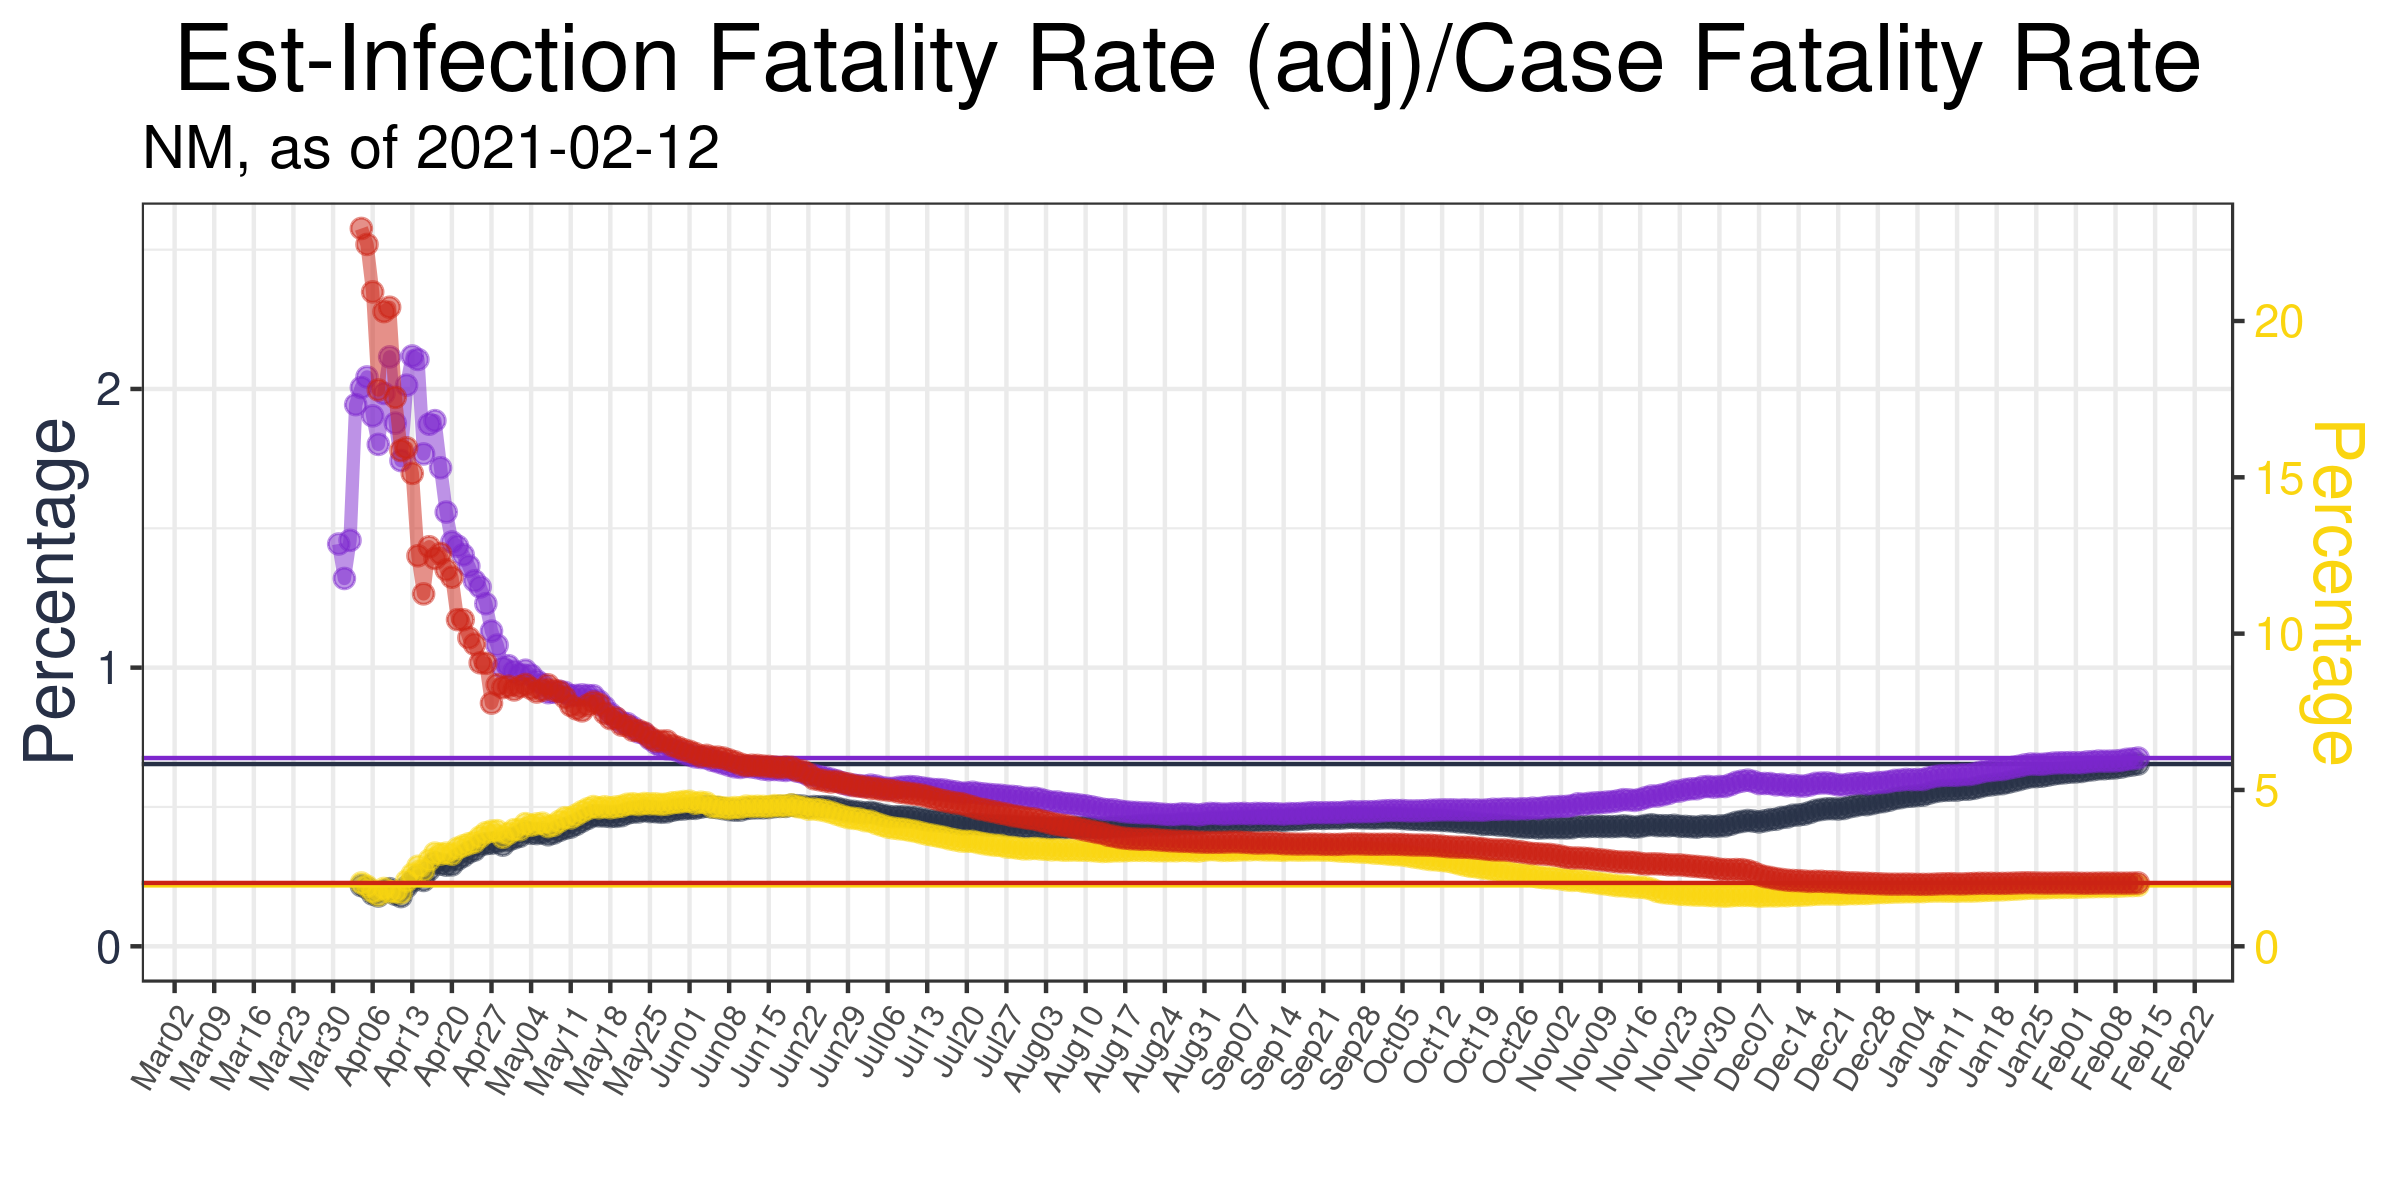 Est-Infection Fatality Rate (adj)/Case Fatality Rate
NM, as of 2021-02-12
Percentage
2
1
0
20
15
10
5
0
Percentage
Mar02
Mar09
Mar16
Mar23
Mar30
Apr06
Apr13
Apr20
Apr27
May04
May11
May18
May25
Jun01
Jun08
Jun15
Jun22
Jun29
Jul06
Jul13
Jul20
Jul27
Aug03
Aug10
Aug17
Aug24
Aug31
Sep07
Sep14
Sep21
Sep28
Oct05
Oct12
Oct19
Oct26
Nov02
Nov09
Nov16
Nov23
Nov30
Dec07
Dec14
Dec21
Dec28
Jan04
Jan11
Jan18
Jan25
Feb01
Feb08
Feb15
Feb22